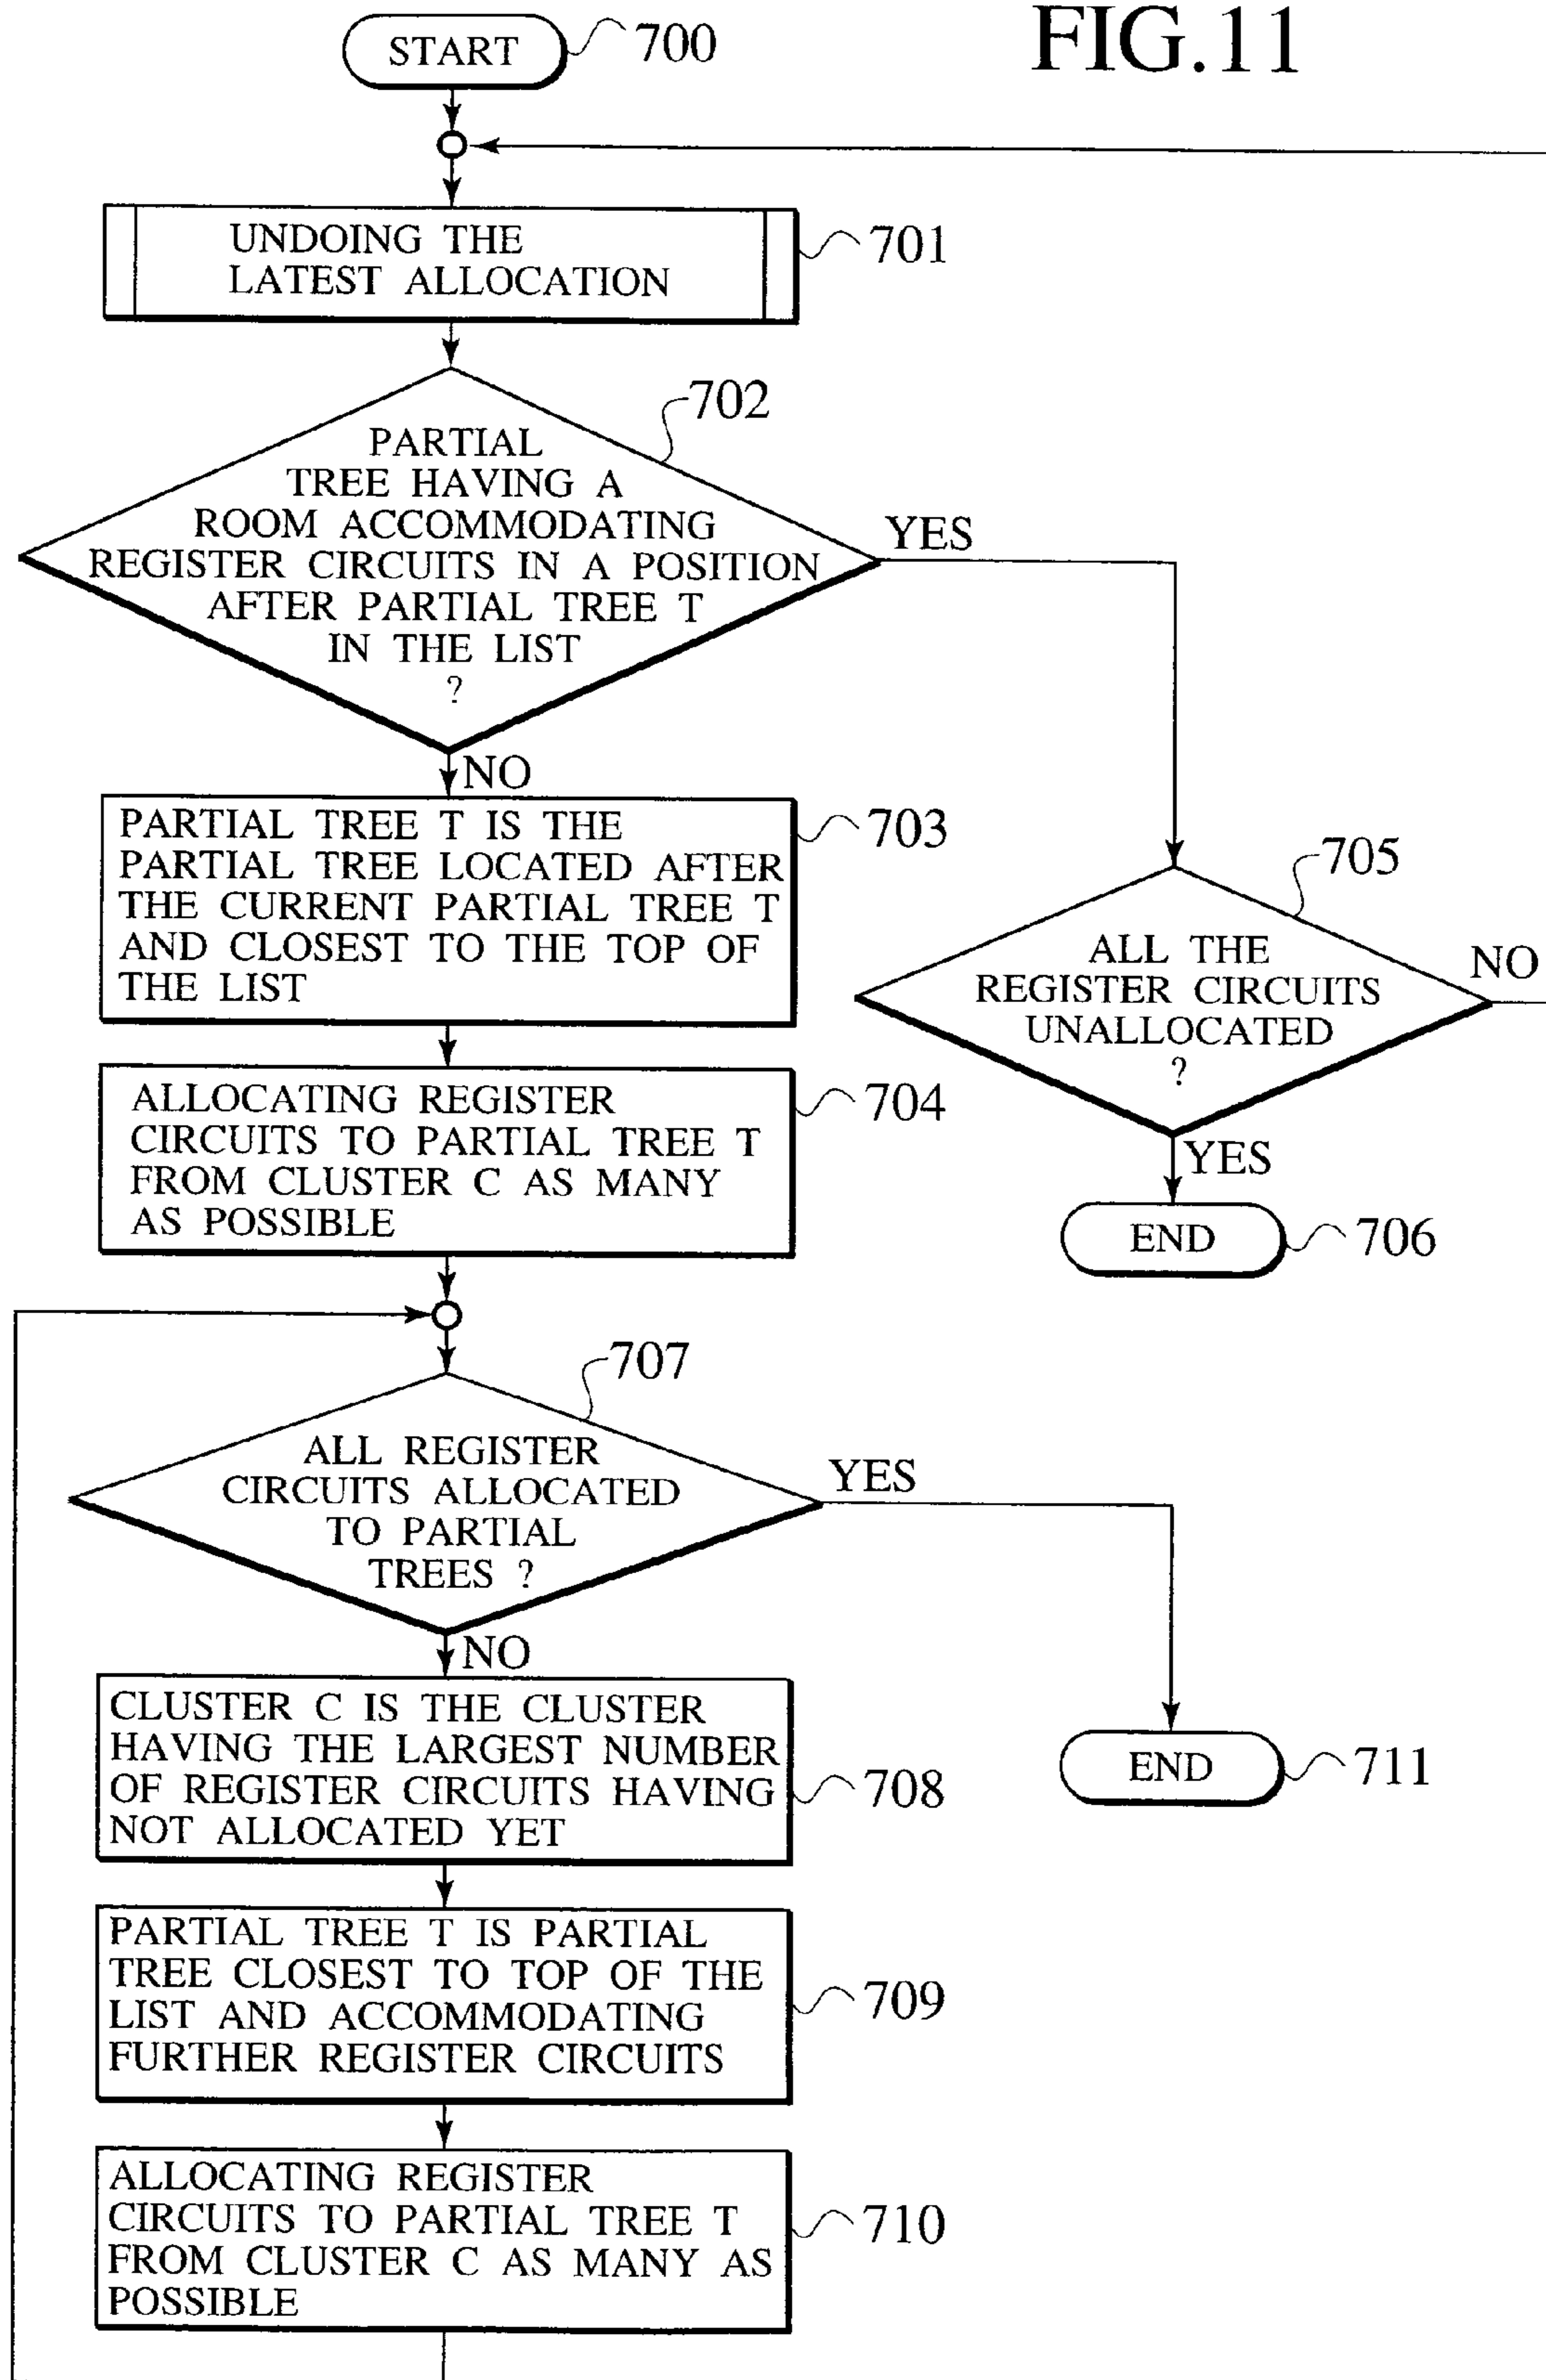 FIG.11
START
700
UNDOING THE
LATEST ALLOCATION
701
702
PARTIAL
TREE HAVING A
ROOM ACCOMMODATING
REGISTER CIRCUITS IN A POSITION
AFTER PARTIAL TREE T
IN THE LIST
?
YES
NO
PARTIAL TREE T IS THE
PARTIAL TREE LOCATED AFTER
THE CURRENT PARTIAL TREE T
AND CLOSEST TO THE TOP OF
THE LIST
703
705
ALL THE
REGISTER CIRCUITS
UNALLOCATED
?
NO
YES
END
706
ALLOCATING REGISTER
CIRCUITS TO PARTIAL TREE T
FROM CLUSTER C AS MANY
AS POSSIBLE
704
707
ALL REGISTER
CIRCUITS ALLOCATED
TO PARTIAL
TREES ?
YES
NO
CLUSTER C IS THE CLUSTER
HAVING THE LARGEST NUMBER
OF REGISTER CIRCUITS HAVING
NOT ALLOCATED YET
708
END
711
PARTIAL TREE T IS PARTIAL
TREE CLOSEST TO TOP OF THE
LIST AND ACCOMMODATING
FURTHER REGISTER CIRCUITS
709
ALLOCATING REGISTER
CIRCUITS TO PARTIAL TREE T
FROM CLUSTER C AS MANY AS
POSSIBLE
710